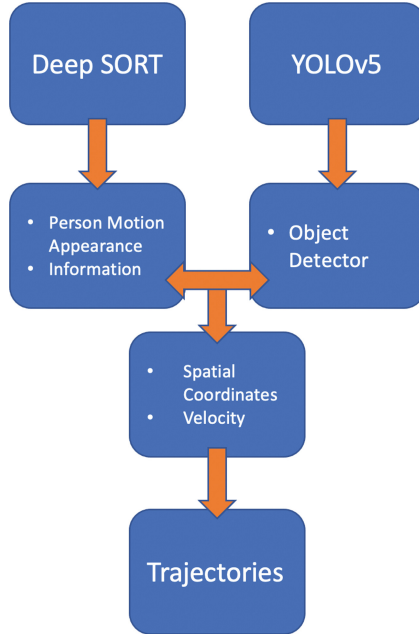 Deep SORT
YOLOv5
• Person Motion
Appearance
• Information
• Object
Detector
• Spatial
Coordinates
• Velocity
Trajectories